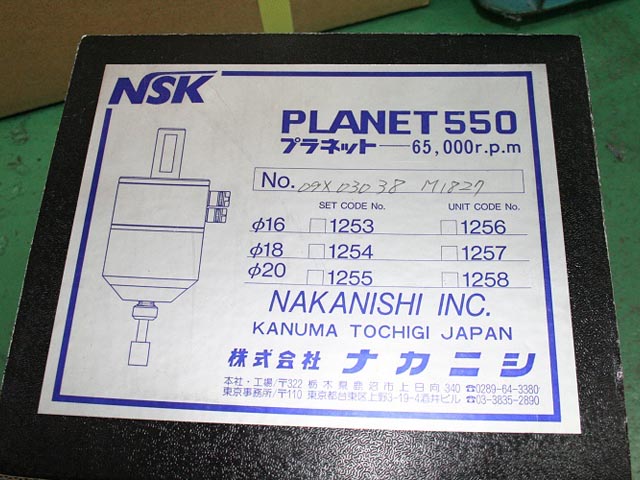 NSK
PLANET 550
プラネット — 65,000r.p.m
No. 09X03038 M1827
SET CODE No. UNIT CODE No.
φ16 □1253 □1256
φ18 □1254 □1257
φ20 □1255 □1258
NAKANISHI INC.
KANUMA TOCHIGI JAPAN
株式会社 ナカニシ
本社・工場/〒322 栃木県鹿沼市上日向340 ☎0289-64-3380
東京事務所/〒110 東京都台東区上野3-19-4酒井ビル ☎03-3835-2890